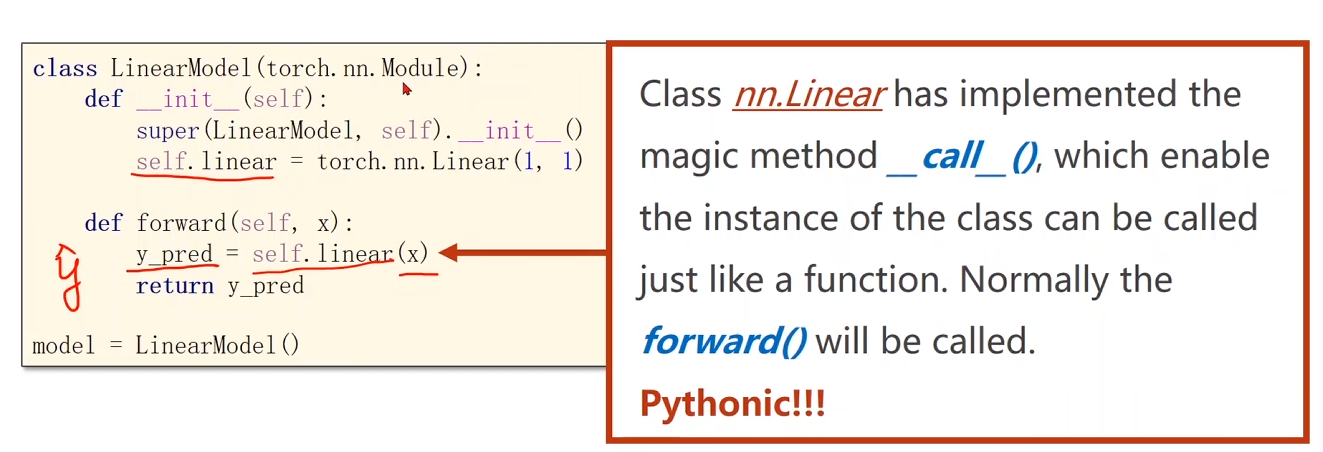 class LinearModel(torch.nn.Module):
def __init__(self):
super(LinearModel, self).__init__()
self.linear = torch.nn.Linear(1, 1)
def forward(self, x):
y_pred = self.linear(x)
return y_pred
model = LinearModel()
ŷ
Class nn.Linear has implemented the
magic method __call__(), which enable
the instance of the class can be called
just like a function. Normally the
forward() will be called.
Pythonic!!!